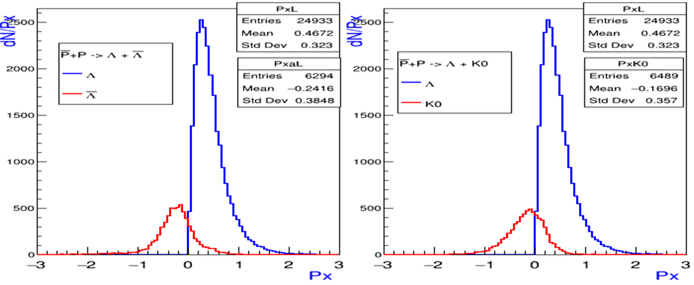 dN/Px
2500
2000
1500
1000
500
0
PxL
Entries 24933
Mean 0.4672
Std Dev 0.323
PxaL
Entries 6294
Mean −0.2416
Std Dev 0.3848
P̅+P -> Λ + Λ̅
Λ
Λ̅
−3 −2 −1 0 1 2 3
Px
dN/Px
2500
2000
1500
1000
500
0
PxL
Entries 24933
Mean 0.4672
Std Dev 0.323
PxK0
Entries 6489
Mean −0.1696
Std Dev 0.357
P̅+P -> Λ + K0
Λ
K0
−3 −2 −1 0 1 2 3
Px